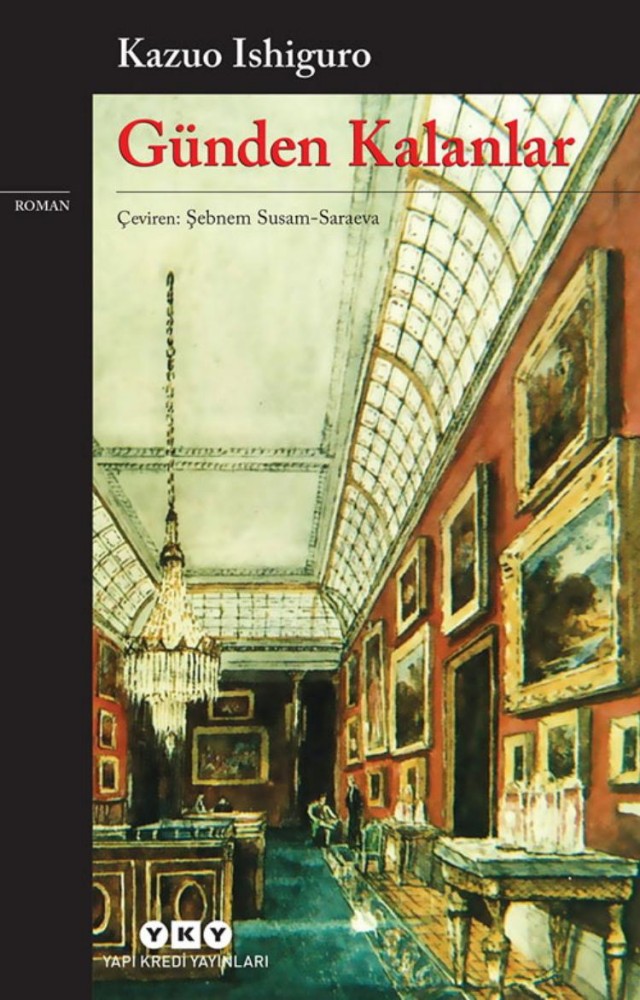 Kazuo Ishiguro
Günden Kalanlar
ROMAN
Çeviren: Şebnem Susam-Saraeva
YKY
YAPI KREDİ YAYINLARI